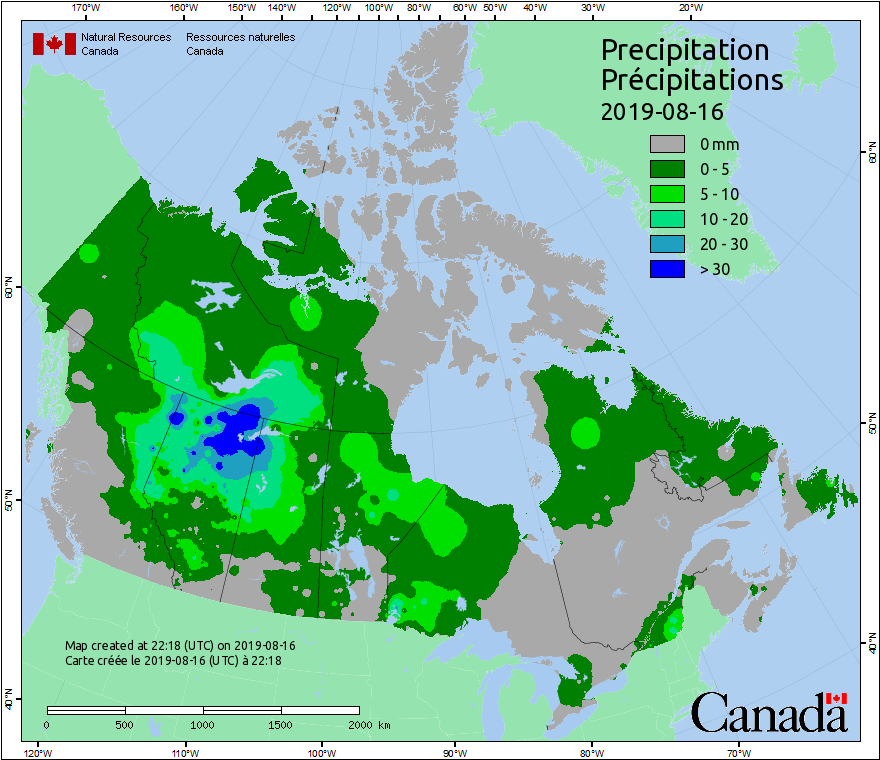 170°W 160°W 150°W 140°W 130°W 120°W 110°W 100°W 90°W 80°W 70°W 60°W 50°W 40°W 30°W 20°W
Natural Resources Canada
Ressources naturelles Canada
Precipitation
Précipitations
2019-08-16
0 mm
0 - 5
5 - 10
10 - 20
20 - 30
> 30
60°N
50°N
40°N
60°N
50°N
40°N
Map created at 22:18 (UTC) on 2019-08-16
Carte créée le 2019-08-16 (UTC) à 22:18
0 500 1000 1500 2000 km
Canada
120°W 110°W 100°W 90°W 80°W 70°W